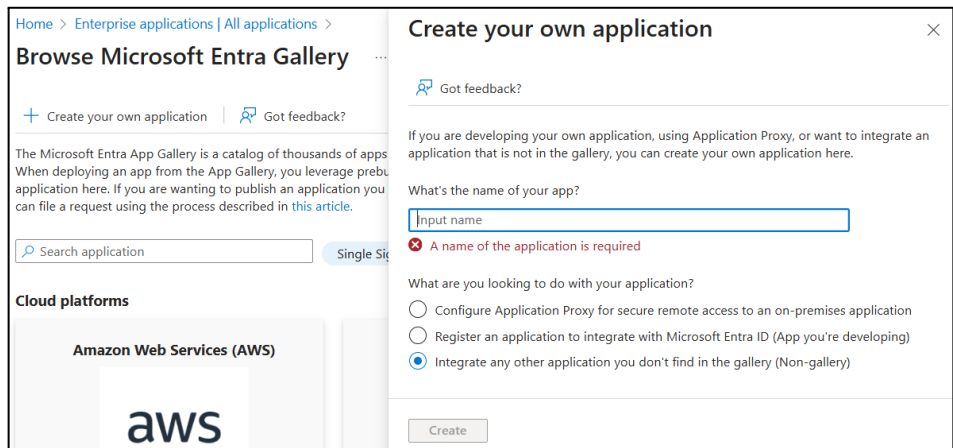 Home > Enterprise applications | All applications >
Browse Microsoft Entra Gallery ...
+ Create your own application
Got feedback?
The Microsoft Entra App Gallery is a catalog of thousands of apps
When deploying an app from the App Gallery, you leverage prebu
application here. If you are wanting to publish an application you
can file a request using the process described in this article.
Search application
Single Sig
Cloud platforms
Amazon Web Services (AWS)
aws
Create your own application
Got feedback?
If you are developing your own application, using Application Proxy, or want to integrate an
application that is not in the gallery, you can create your own application here.
What's the name of your app?
Input name
A name of the application is required
What are you looking to do with your application?
Configure Application Proxy for secure remote access to an on-premises application
Register an application to integrate with Microsoft Entra ID (App you're developing)
Integrate any other application you don't find in the gallery (Non-gallery)
Create